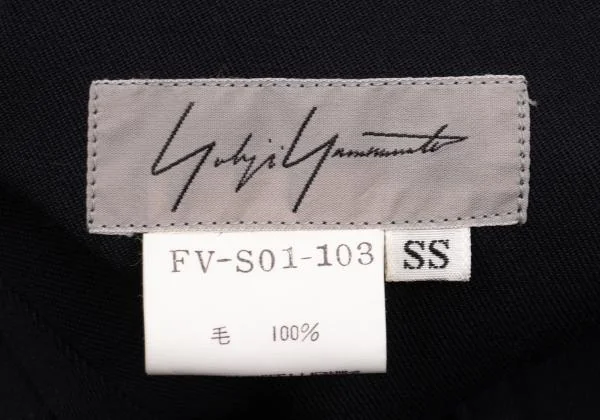 Yohji Yamamoto
FV-S01-103
SS
毛 100%